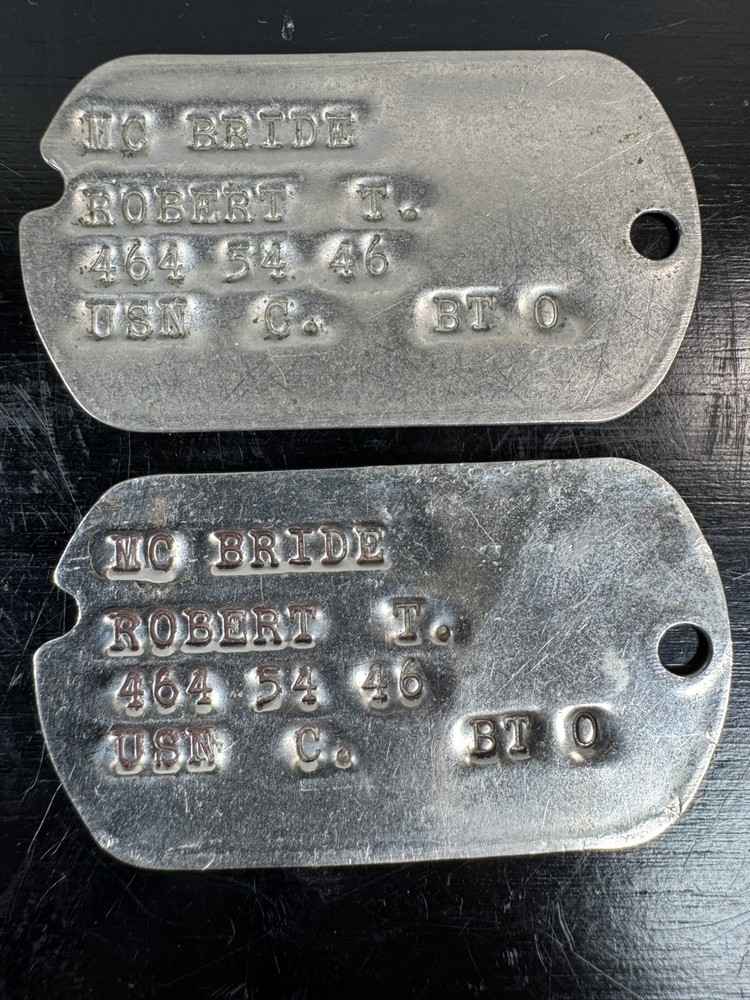 MC BRIDE
ROBERT T.
464 54 46
USN C. BT O
MC BRIDE
ROBERT T.
464 54 46
USN C. BT O